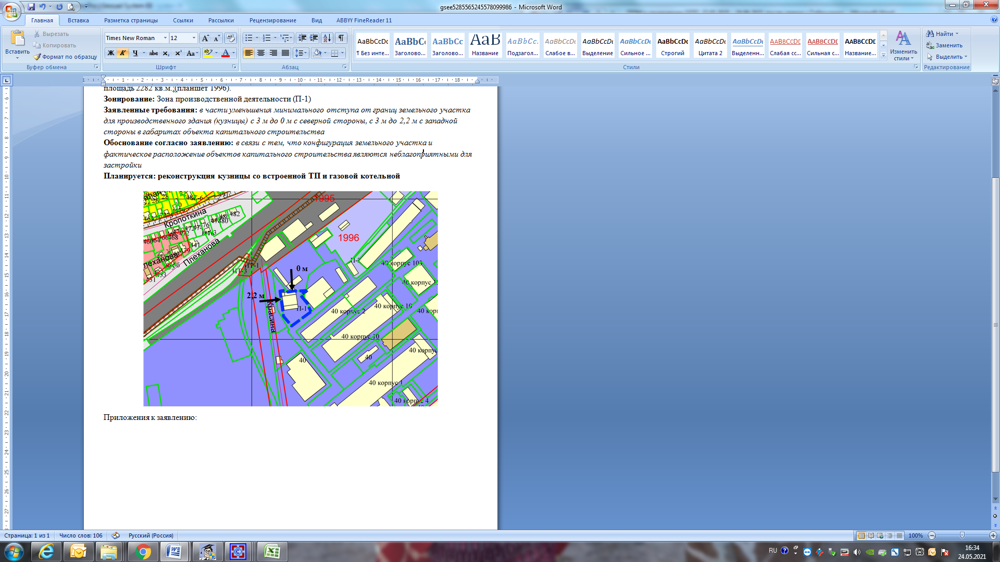 gsee5285565245578099986 - Microsoft Word
Главная Вставка Разметка страницы Ссылки Рассылки Рецензирование Вид ABBYY FineReader 11
Вставить
Вырезать
Копировать
Формат по образцу
Буфер обмена
Times New Roman 12
Шрифт
Абзац
AaBbCcDc AaBbC AaBbCc AaB AaBbCc. AaBbCcDc AaBbCcDc AaBbCcDc AaBbCcDc AaBbCcDc AaBbCcDc AABBCCDE AABBCCDE AABBCCDE
¶ Без инте... Заголово... Заголово... Название Подзагол... Слабое в... Выделение Сильное ... Строгий Цитата 2 Выделенн... Слабая сс... Сильная с... Название...
Стили
Изменить стили
Найти
Заменить
Выделить
Редактирование
площадь 2282 кв.м.;(планшет 1996).
Зонирование: Зона производственной деятельности (П-1)
Заявленные требования: в части уменьшения минимального отступа от границ земельного участка
для производственного здания (кузницы) с 3 м до 0 м с северной стороны, с 3 м до 2,2 м с западной
стороны в габаритах объекта капитального строительства
Обоснование согласно заявлению: в связи с тем, что конфигурация земельного участка и
фактическое расположение объектов капитального строительства являются неблагоприятными для
застройки
Планируется: реконструкция кузницы со встроенной ТП и газовой котельной
1995
Кропоткина
482
1996
Плеханова
40 корпус 103
ИТ-1
ИТ-3
0 м
2,2 м
П-1
Красина
40 корпус 2
40 корпус 10
40 корпус 10
40
40
40 корпус 1
40 корпус 4
Приложения к заявлению:
Страница: 1 из 1 Число слов: 106 Русский (Россия) 100%
RU
16:34
24.05.2021